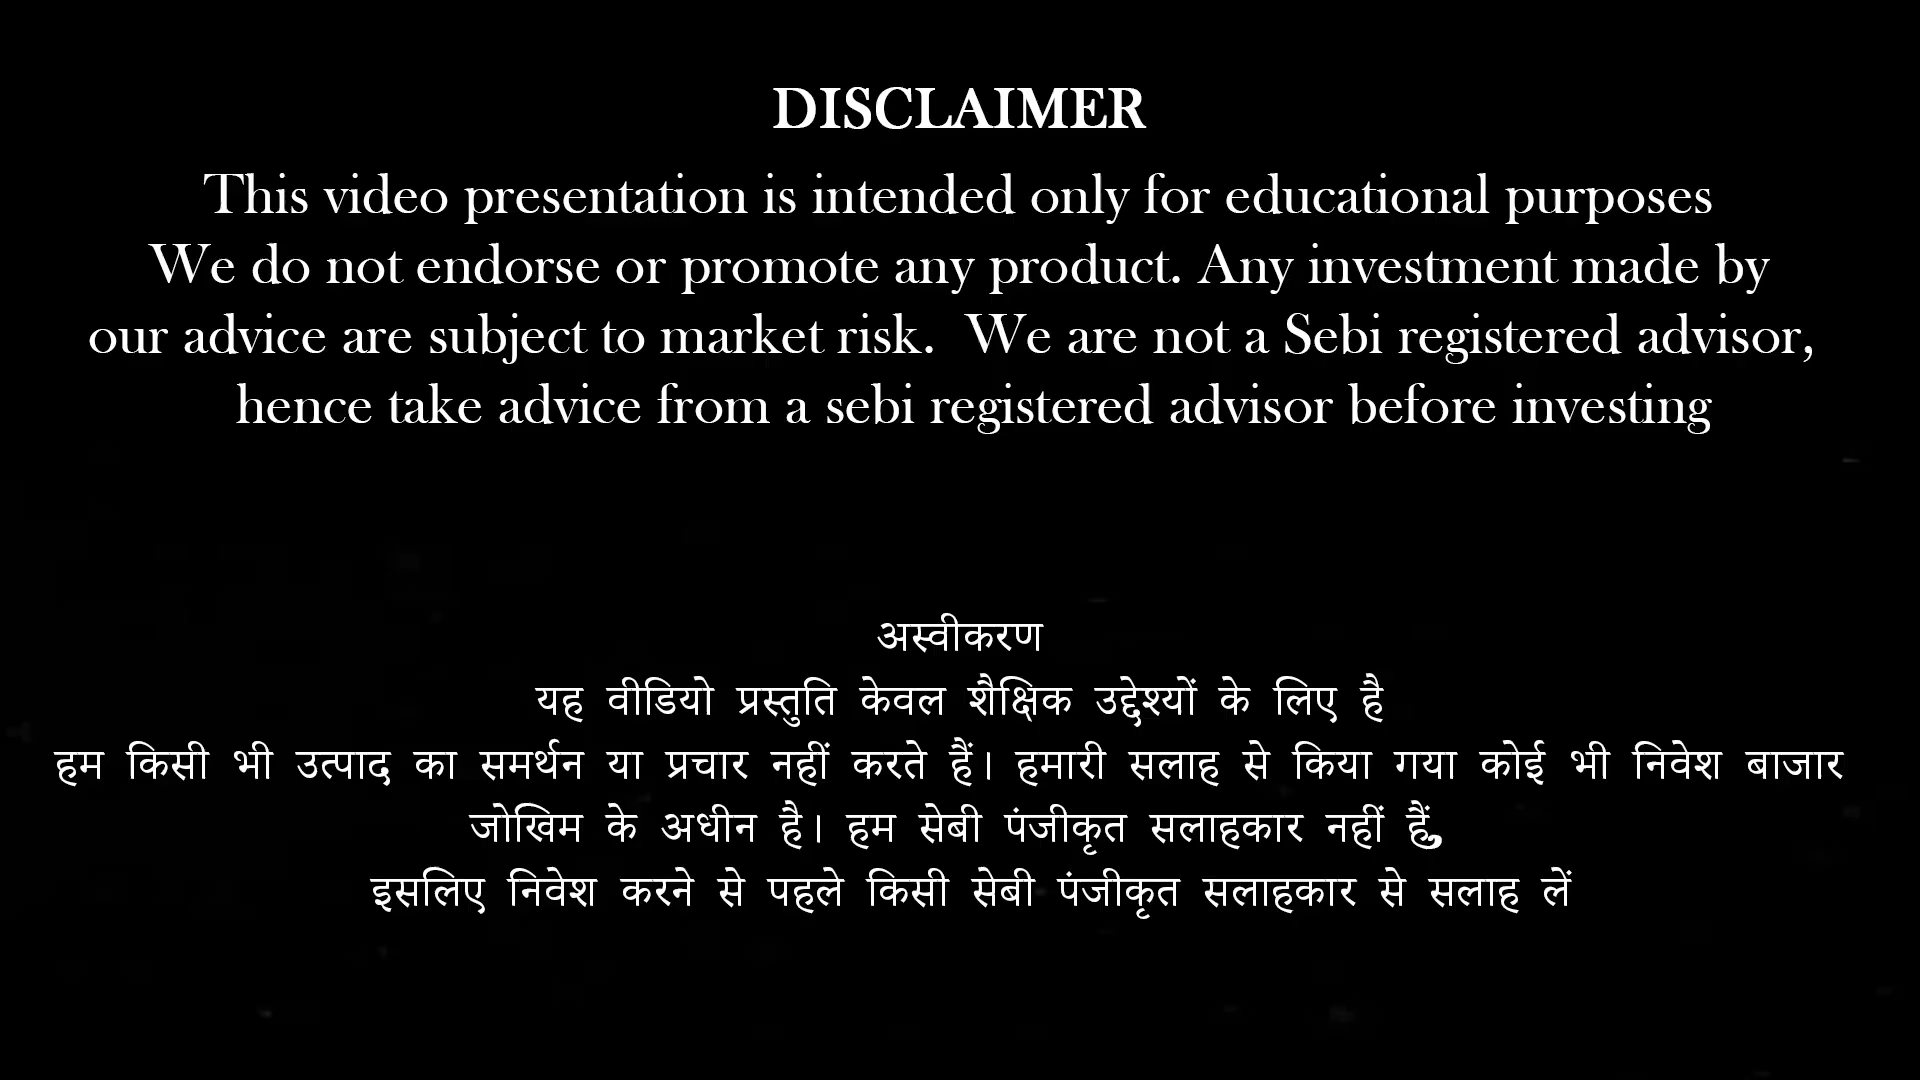 DISCLAIMER
This video presentation is intended only for educational purposes
We do not endorse or promote any product. Any investment made by
our advice are subject to market risk.  We are not a Sebi registered advisor,
hence take advice from a sebi registered advisor before investing
अस्वीकरण
यह वीडियो प्रस्तुति केवल शैक्षिक उद्देश्यों के लिए है
हम किसी भी उत्पाद का समर्थन या प्रचार नहीं करते हैं। हमारी सलाह से किया गया कोई भी निवेश बाजार
जोखिम के अधीन है। हम सेबी पंजीकृत सलाहकार नहीं हैं,
इसलिए निवेश करने से पहले किसी सेबी पंजीकृत सलाहकार से सलाह लें